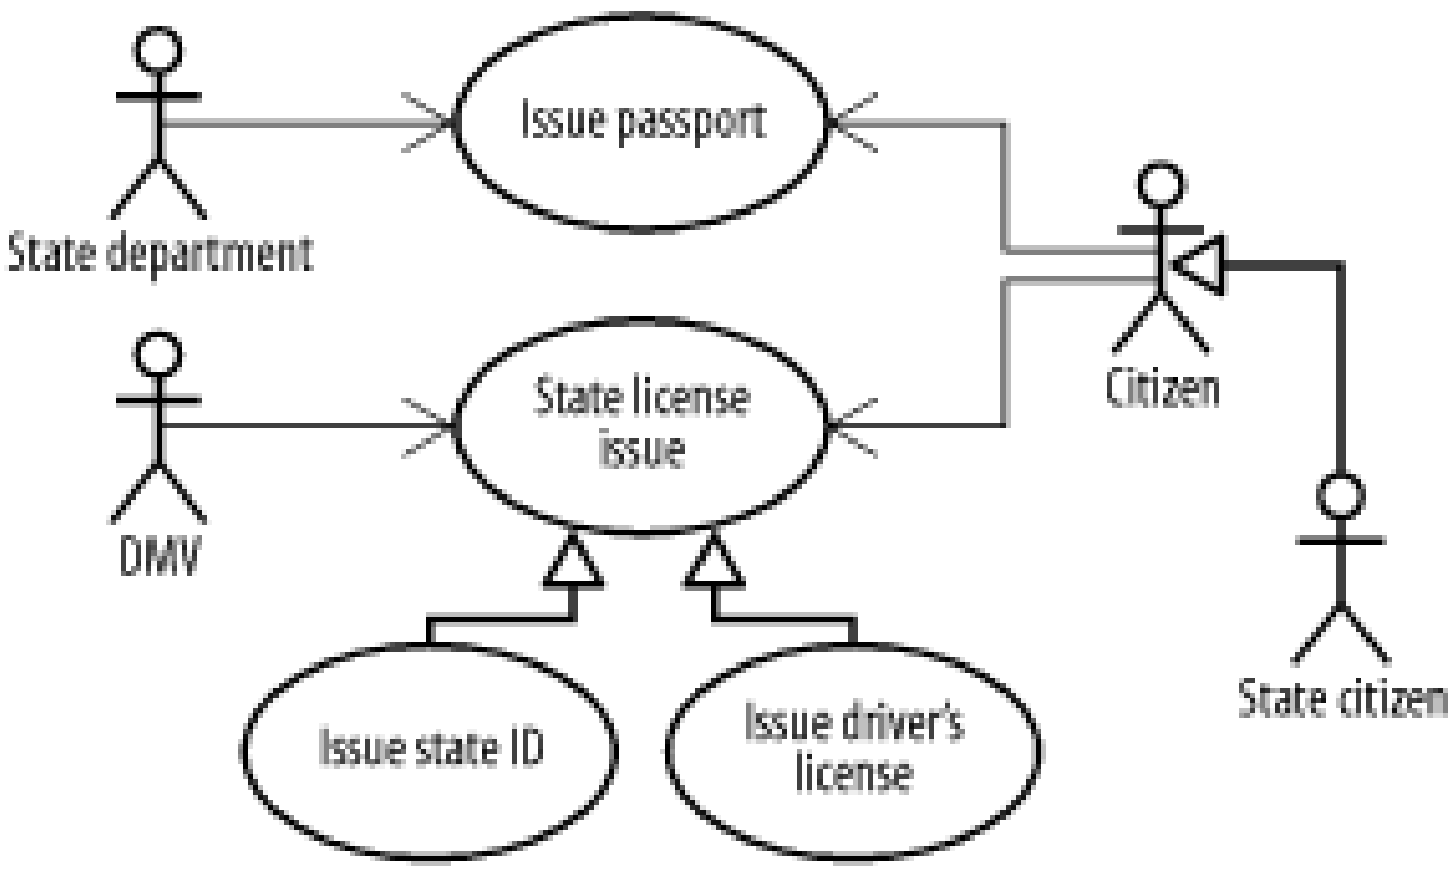 Issue passport
State department
Citizen
State license
issue
DMV
State citizen
Issue state ID
Issue driver's
license